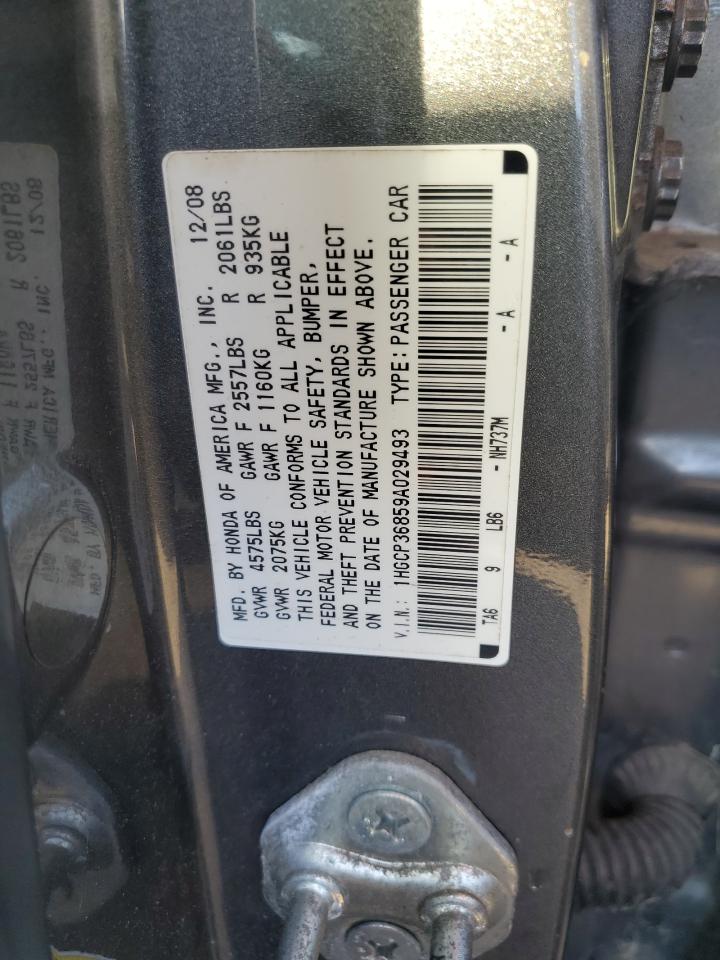 MFD. BY HONDA OF AMERICA MFG., INC. 12/08
GVWR 4575LBS GAWR F 2557LBS R 2061LBS
GVWR 2075KG GAWR F 1160KG R 935KG
THIS VEHICLE CONFORMS TO ALL APPLICABLE
FEDERAL MOTOR VEHICLE SAFETY, BUMPER,
AND THEFT PREVENTION STANDARDS IN EFFECT
ON THE DATE OF MANUFACTURE SHOWN ABOVE.
V.I.N.: 1HGCP36859A029493 TYPE: PASSENGER CAR
TA6 9 LB6 - NH737M - A - A